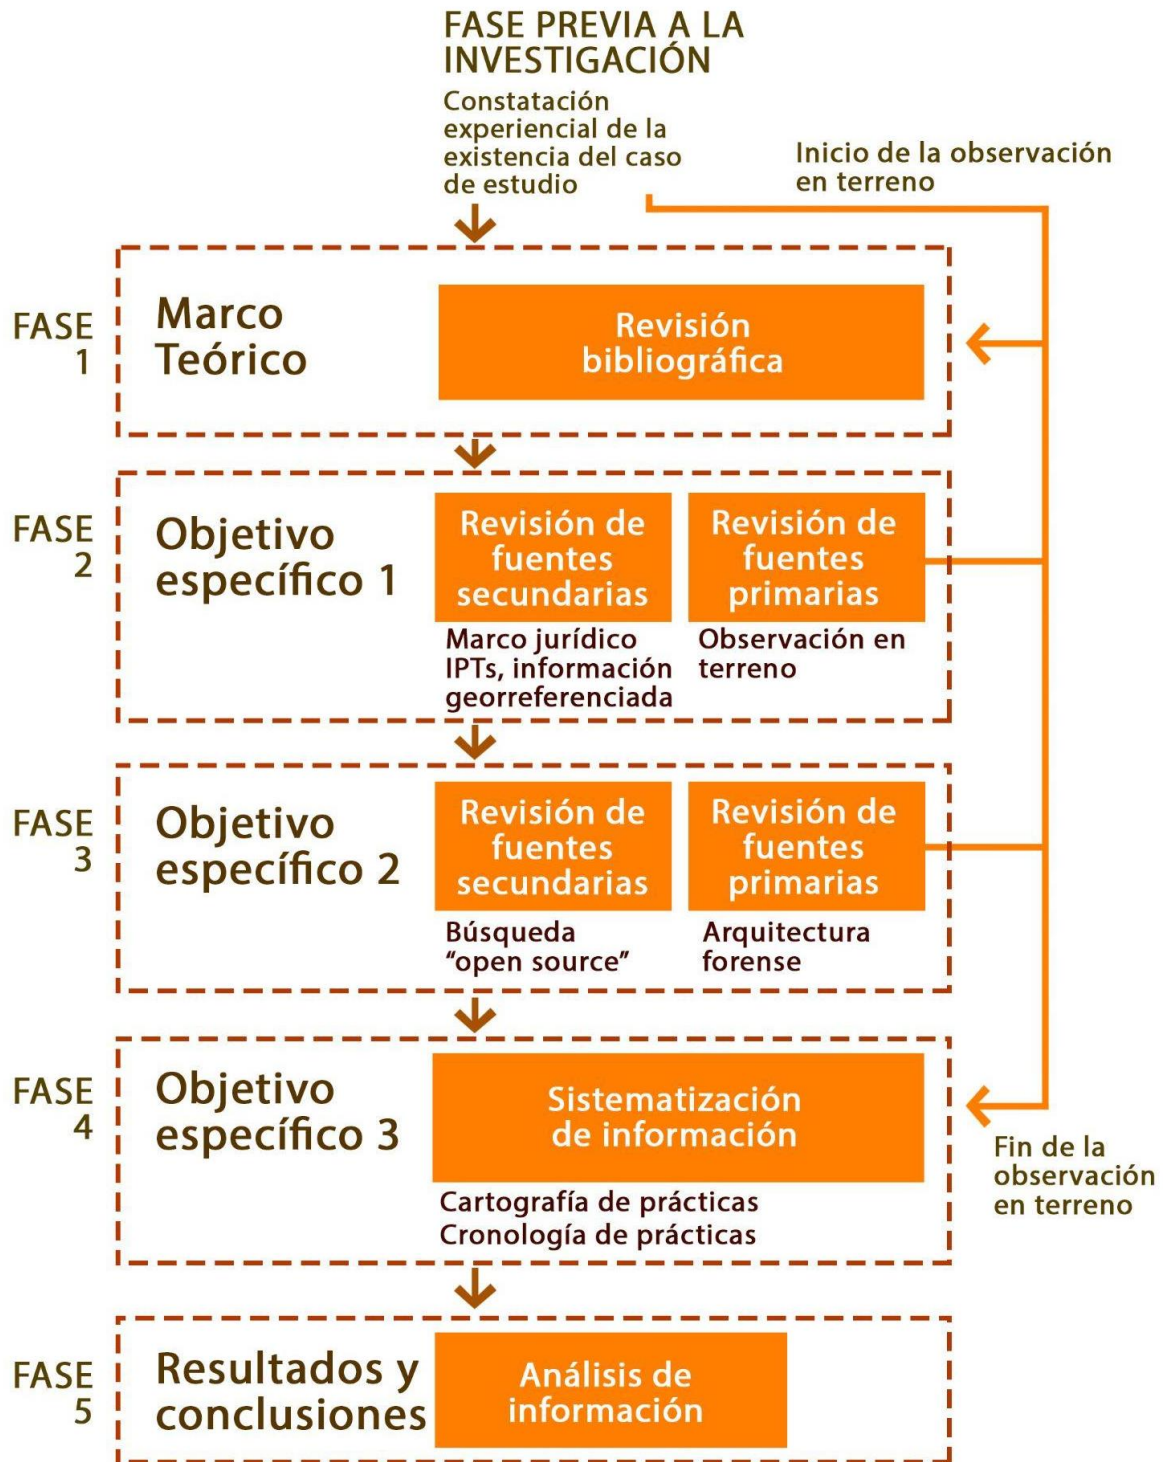 FASE PREVIA A LA
INVESTIGACIÓN
Constatación
experiencial de la
existencia del caso
de estudio
Inicio de la observación
en terreno
FASE
1
Marco
Teórico
Revisión
bibliográfica
FASE
2
Objetivo
específico 1
Revisión de
fuentes
secundarias
Marco jurídico
IPTs, información
georreferenciada
Revisión de
fuentes
primarias
Observación en
terreno
FASE
3
Objetivo
específico 2
Revisión de
fuentes
secundarias
Búsqueda
“open source”
Revisión de
fuentes
primarias
Arquitectura
forense
FASE
4
Objetivo
específico 3
Sistematización
de información
Cartografía de prácticas
Cronología de prácticas
Fin de la
observación
en terreno
FASE
5
Resultados y
conclusiones
Análisis de
información